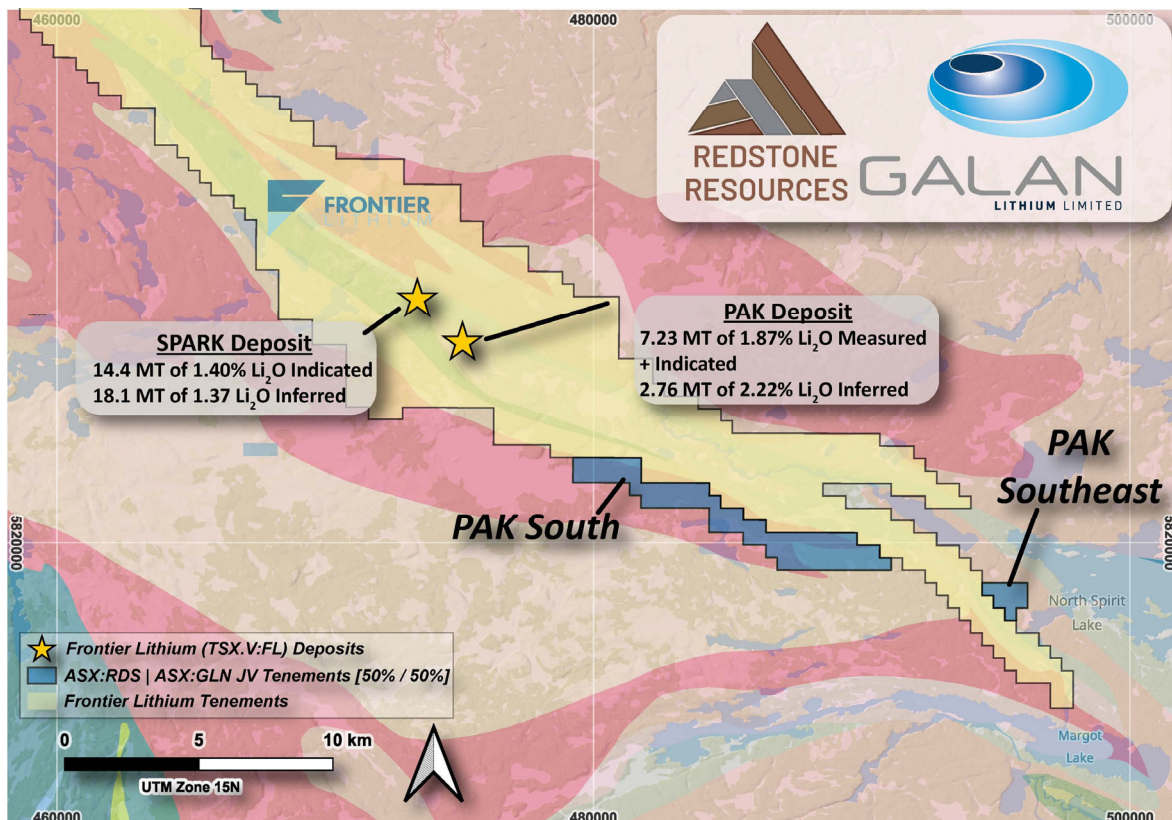 460000
480000
500000
REDSTONE
RESOURCES
GALAN
LITHIUM LIMITED
FRONTIER
LITHIUM
SPARK Deposit
14.4 MT of 1.40% Li₂O Indicated
18.1 MT of 1.37 Li₂O Inferred
PAK Deposit
7.23 MT of 1.87% Li₂O Measured
+ Indicated
2.76 MT of 2.22% Li₂O Inferred
PAK
Southeast
PAK South
5820000
5820000
North Spirit
Lake
Margot
Lake
Frontier Lithium (TSX.V:FL) Deposits
ASX:RDS | ASX:GLN JV Tenements [50% / 50%]
Frontier Lithium Tenements
0 5 10 km
UTM Zone 15N
460000
480000
500000